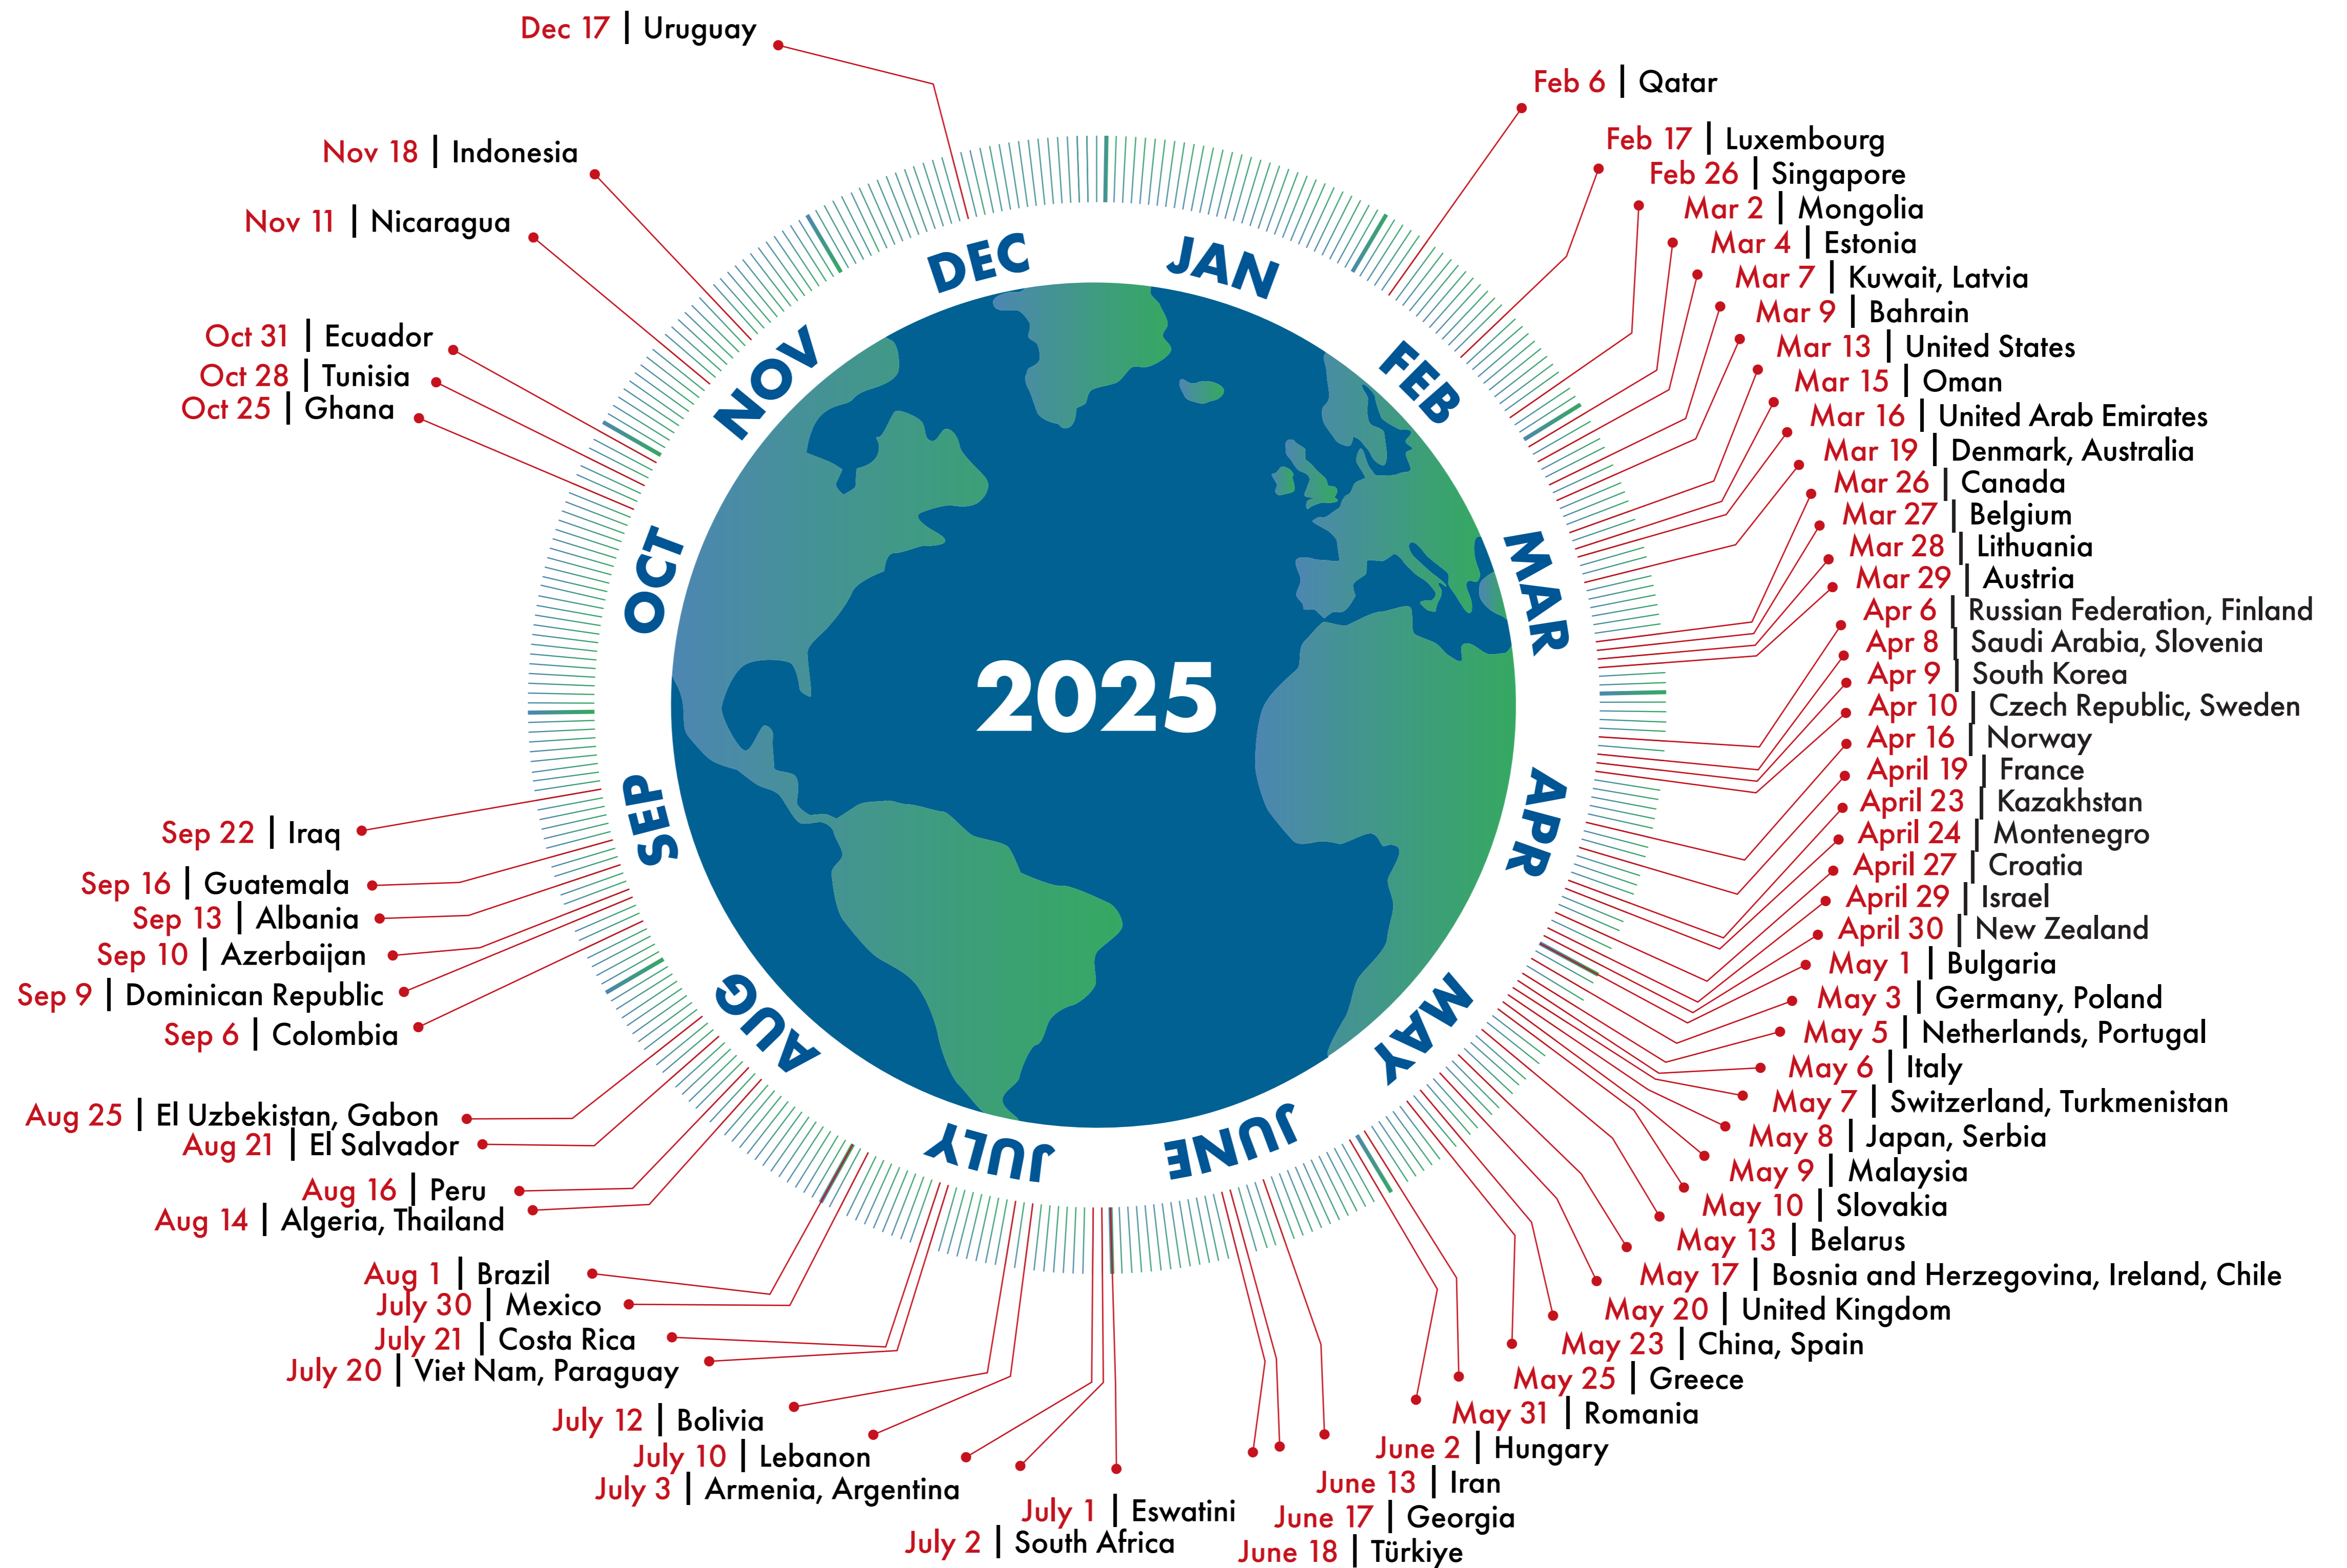 Dec 17 | Uruguay
Feb 6 | Qatar
Feb 17 | Luxembourg
Feb 26 | Singapore
Mar 2 | Mongolia
Mar 4 | Estonia
Mar 7 | Kuwait, Latvia
Mar 9 | Bahrain
Mar 13 | United States
Mar 15 | Oman
Mar 16 | United Arab Emirates
Mar 19 | Denmark, Australia
Mar 26 | Canada
Mar 27 | Belgium
Mar 28 | Lithuania
Mar 29 | Austria
Apr 6 | Russian Federation, Finland
Apr 8 | Saudi Arabia, Slovenia
Apr 9 | South Korea
Apr 10 | Czech Republic, Sweden
Apr 16 | Norway
April 19 | France
April 23 | Kazakhstan
April 24 | Montenegro
April 27 | Croatia
April 29 | Israel
April 30 | New Zealand
May 1 | Bulgaria
May 3 | Germany, Poland
May 5 | Netherlands, Portugal
May 6 | Italy
May 7 | Switzerland, Turkmenistan
May 8 | Japan, Serbia
May 9 | Malaysia
May 10 | Slovakia
May 13 | Belarus
May 17 | Bosnia and Herzegovina, Ireland, Chile
May 20 | United Kingdom
May 23 | China, Spain
May 25 | Greece
May 31 | Romania
June 2 | Hungary
June 13 | Iran
June 17 | Georgia
June 18 | Türkiye
July 1 | Eswatini
July 2 | South Africa
July 3 | Armenia, Argentina
July 10 | Lebanon
July 12 | Bolivia
July 20 | Viet Nam, Paraguay
July 21 | Costa Rica
July 30 | Mexico
Aug 1 | Brazil
Aug 14 | Algeria, Thailand
Aug 16 | Peru
Aug 21 | El Salvador
Aug 25 | El Uzbekistan, Gabon
Sep 6 | Colombia
Sep 9 | Dominican Republic
Sep 10 | Azerbaijan
Sep 13 | Albania
Sep 16 | Guatemala
Sep 22 | Iraq
Oct 25 | Ghana
Oct 28 | Tunisia
Oct 31 | Ecuador
Nov 11 | Nicaragua
Nov 18 | Indonesia
JAN
FEB
MAR
APR
MAY
JUNE
JULY
AUG
SEP
OCT
NOV
DEC
2025